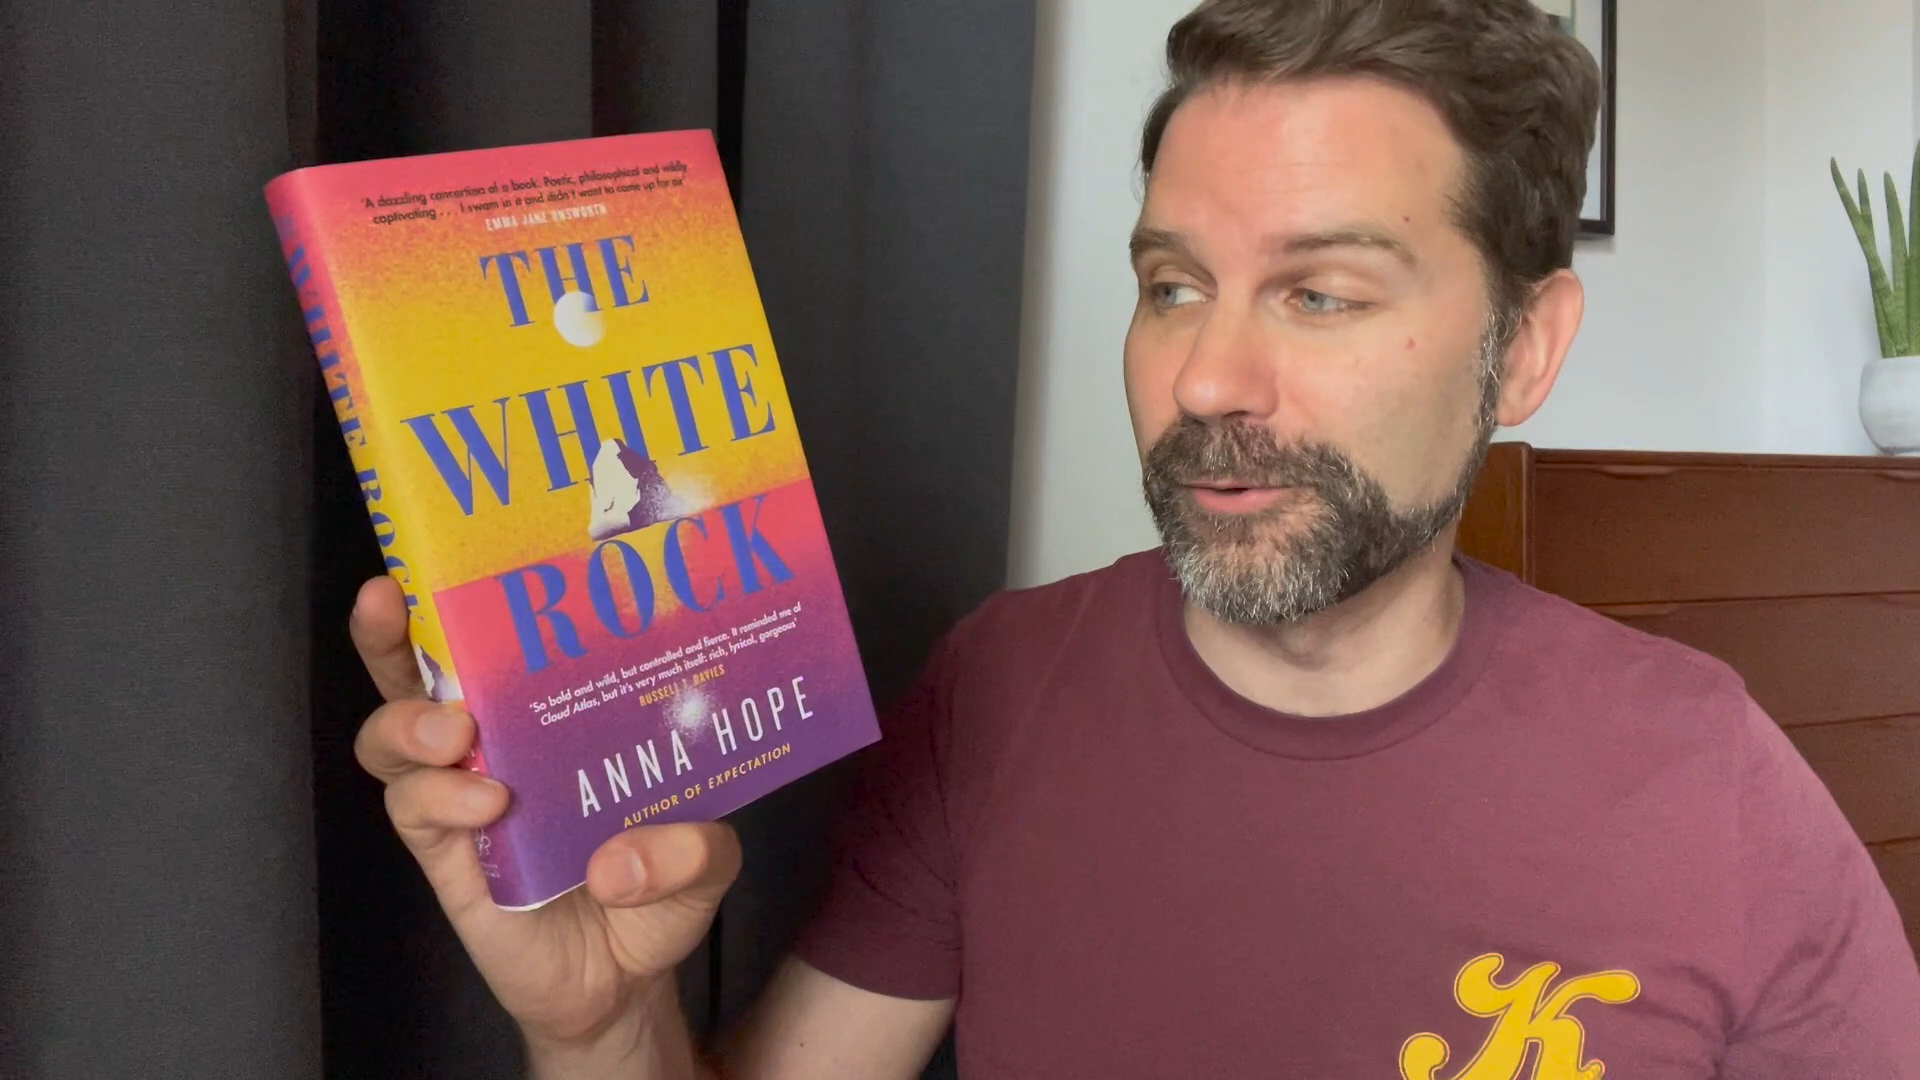 'A dazzling concertina of a book. Poetic, philosophical and wildly
captivating . . . I swam in it and didn't want to come up for air'
EMMA JANE UNSWORTH
THE
WHITE
ROCK
'So bold and wild, but controlled and fierce. It reminded me of
Cloud Atlas, but it's very much itself: rich, lyrical, gorgeous'
RUSSELL T DAVIES
ANNA HOPE
AUTHOR OF EXPECTATION
WHITE ROCK
K